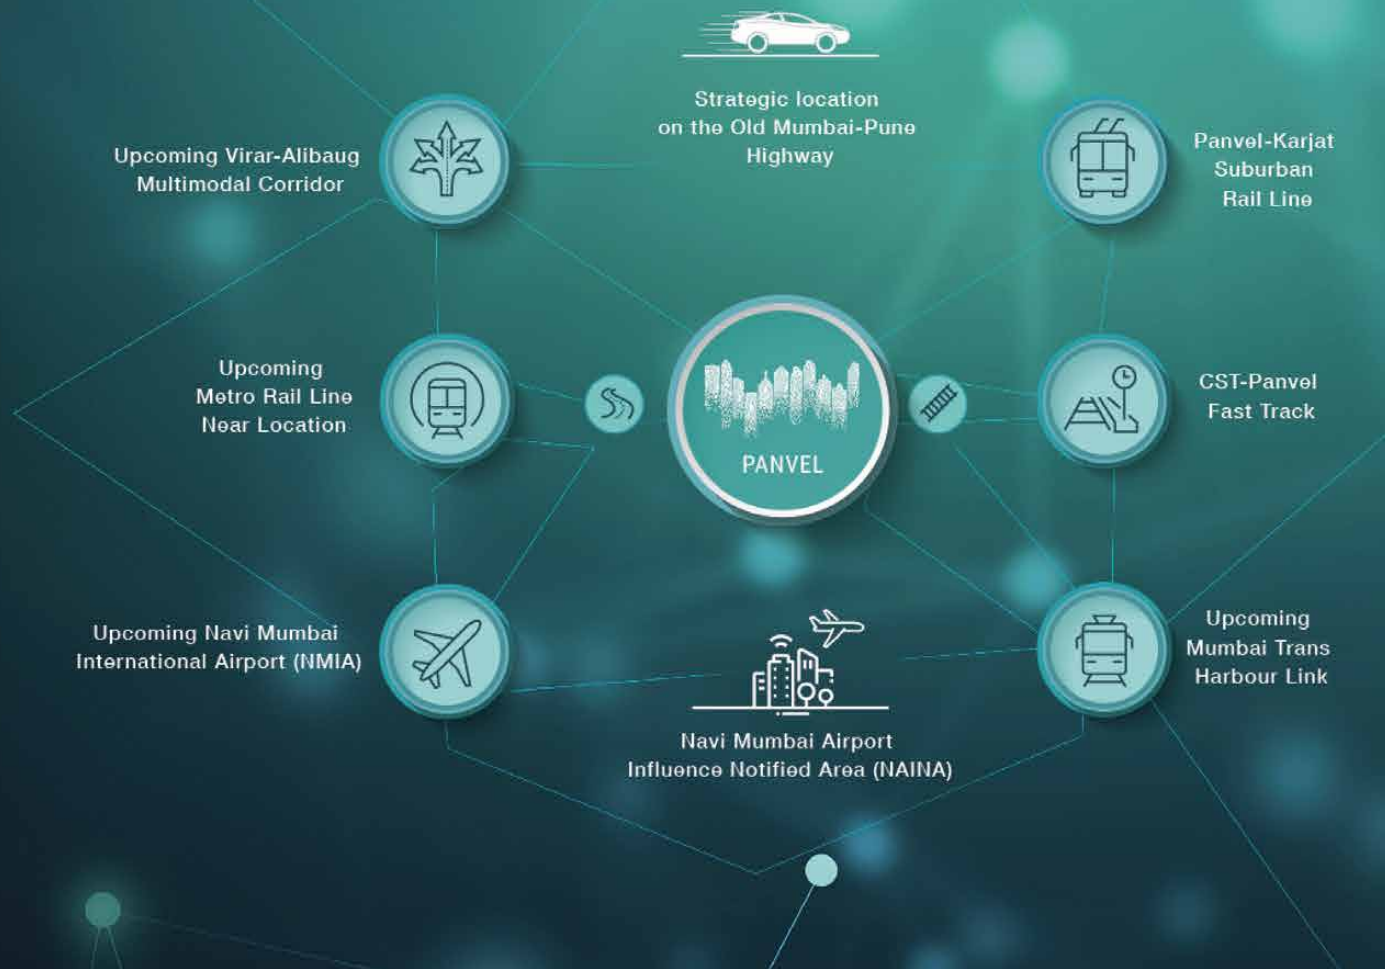 Strategic location
on the Old Mumbai-Pune
Highway
Upcoming Virar-Alibaug
Multimodal Corridor
Panvel-Karjat
Suburban
Rail Line
Upcoming
Metro Rail Line
Near Location
PANVEL
CST-Panvel
Fast Track
Upcoming Navi Mumbai
International Airport (NMIA)
Upcoming
Mumbai Trans
Harbour Link
Navi Mumbai Airport
Influence Notified Area (NAINA)